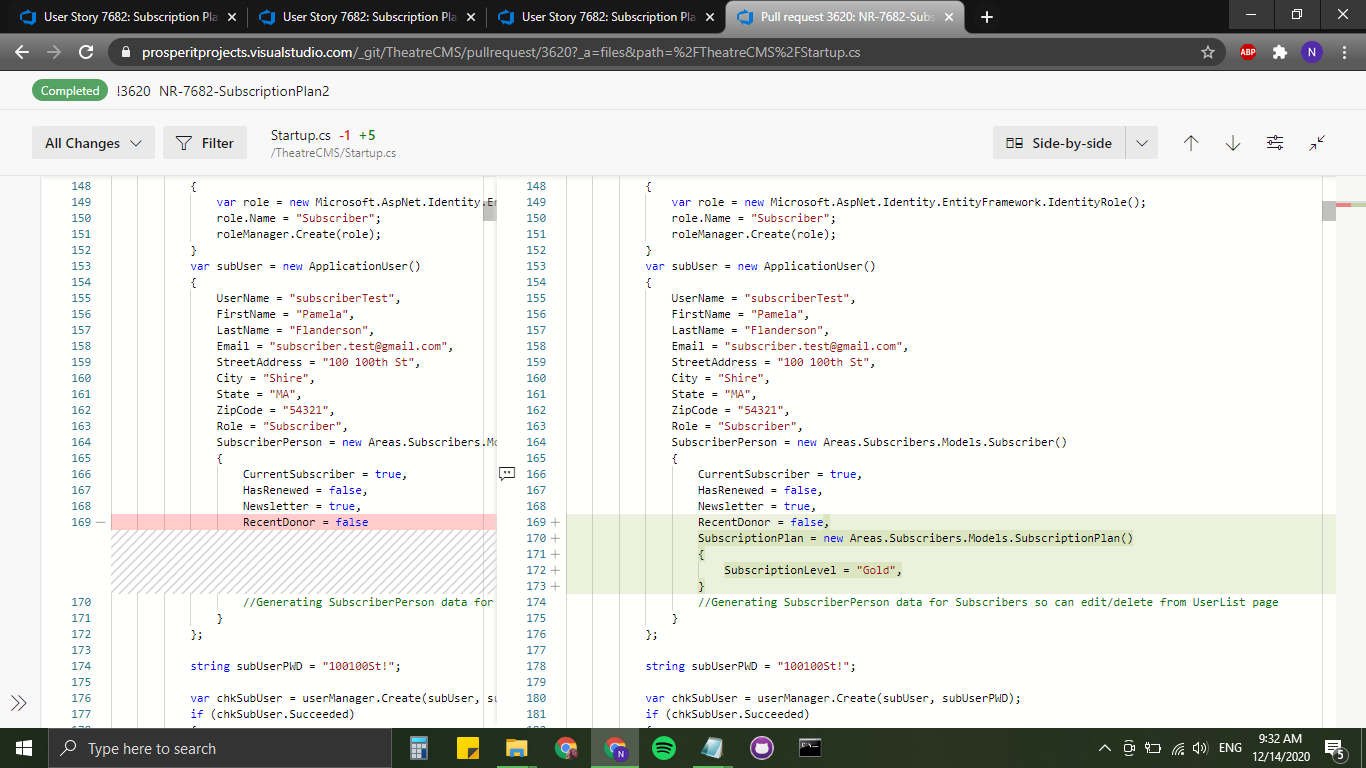 User Story 7682: Subscription Pla
User Story 7682: Subscription Pla
User Story 7682: Subscription Pla
Pull request 3620: NR-7682-Subs
prosperitprojects.visualstudio.com/_git/TheatreCMS/pullrequest/3620?_a=files&path=%2FTheatreCMS%2FStartup.cs
ABP
N
Completed !3620 NR-7682-SubscriptionPlan2
All Changes
Filter
Startup.cs -1 +5
/TheatreCMS/Startup.cs
Side-by-side
148 {
149 var role = new Microsoft.AspNet.Identity.En
150 role.Name = "Subscriber";
151 roleManager.Create(role);
152 }
153 var subUser = new ApplicationUser()
154 {
155 UserName = "subscriberTest",
156 FirstName = "Pamela",
157 LastName = "Flanderson",
158 Email = "subscriber.test@gmail.com",
159 StreetAddress = "100 100th St",
160 City = "Shire",
161 State = "MA",
162 ZipCode = "54321",
163 Role = "Subscriber",
164 SubscriberPerson = new Areas.Subscribers.Mo
165 {
166 CurrentSubscriber = true,
167 HasRenewed = false,
168 Newsletter = true,
169 — RecentDonor = false
170 //Generating SubscriberPerson data for
171 }
172 };
173
174 string subUserPWD = "100100St!";
175
176 var chkSubUser = userManager.Create(subUser, su
177 if (chkSubUser.Succeeded)
148 {
149 var role = new Microsoft.AspNet.Identity.EntityFramework.IdentityRole();
150 role.Name = "Subscriber";
151 roleManager.Create(role);
152 }
153 var subUser = new ApplicationUser()
154 {
155 UserName = "subscriberTest",
156 FirstName = "Pamela",
157 LastName = "Flanderson",
158 Email = "subscriber.test@gmail.com",
159 StreetAddress = "100 100th St",
160 City = "Shire",
161 State = "MA",
162 ZipCode = "54321",
163 Role = "Subscriber",
164 SubscriberPerson = new Areas.Subscribers.Models.Subscriber()
165 {
166 CurrentSubscriber = true,
167 HasRenewed = false,
168 Newsletter = true,
169 + RecentDonor = false,
170 + SubscriptionPlan = new Areas.Subscribers.Models.SubscriptionPlan()
171 + {
172 + SubscriptionLevel = "Gold",
173 + }
174 //Generating SubscriberPerson data for Subscribers so can edit/delete from UserList page
175 }
176 };
177
178 string subUserPWD = "100100St!";
179
180 var chkSubUser = userManager.Create(subUser, subUserPWD);
181 if (chkSubUser.Succeeded)
Type here to search
N
ENG
9:32 AM
12/14/2020
5